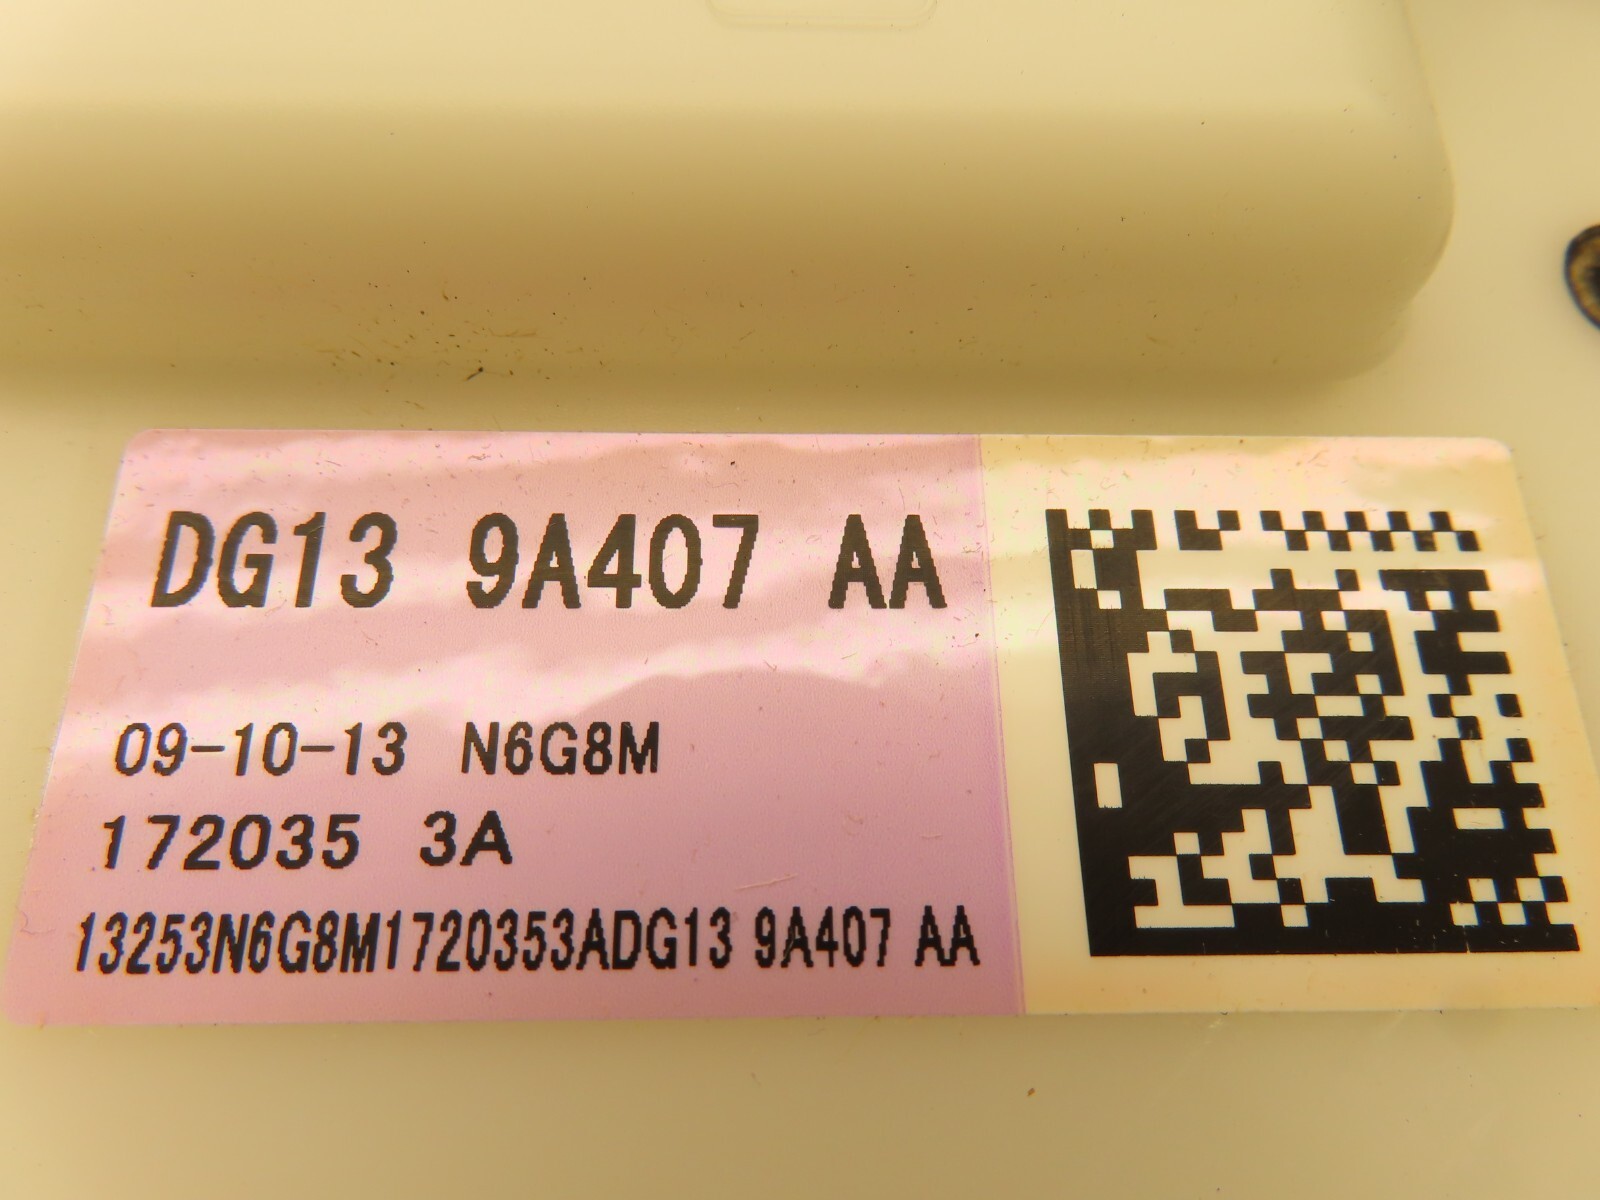 DG13 9A407 AA
09-10-13 N6G8M
172035 3A
13253N6G8M1720353ADG13 9A407 AA